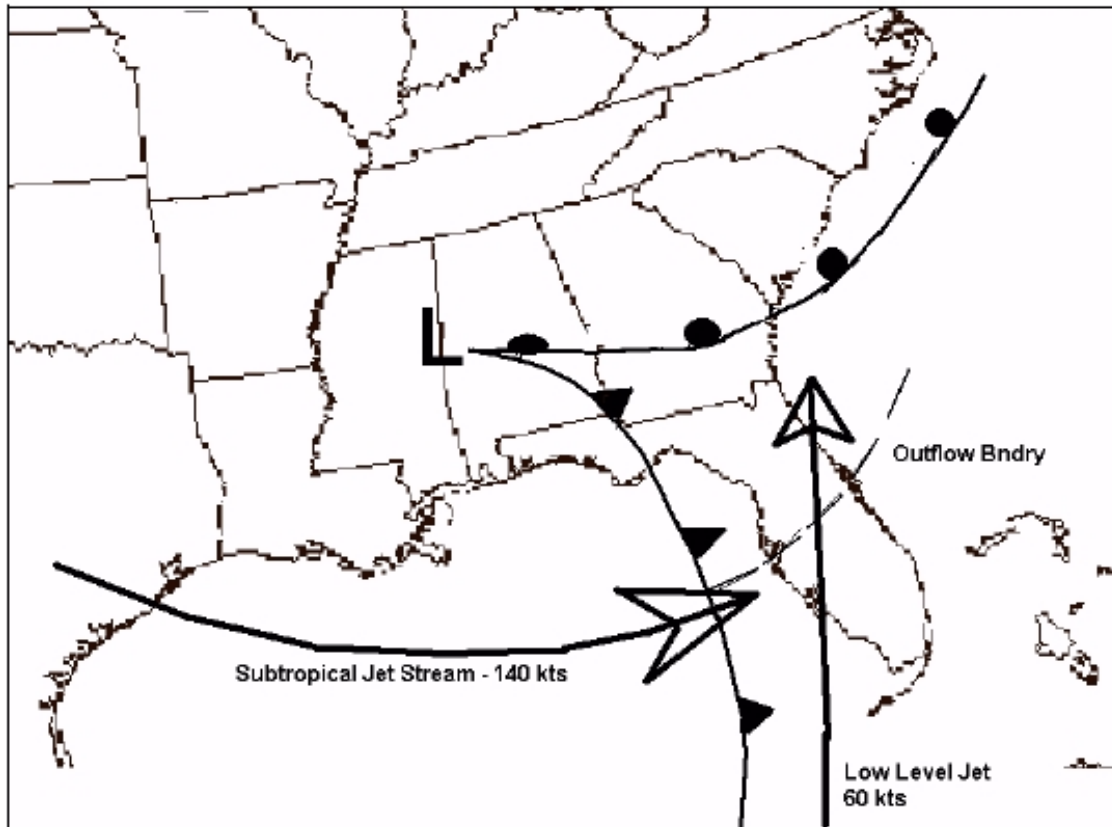 L
Outflow Bndry
Subtropical Jet Stream - 140 kts
Low Level Jet
60 kts